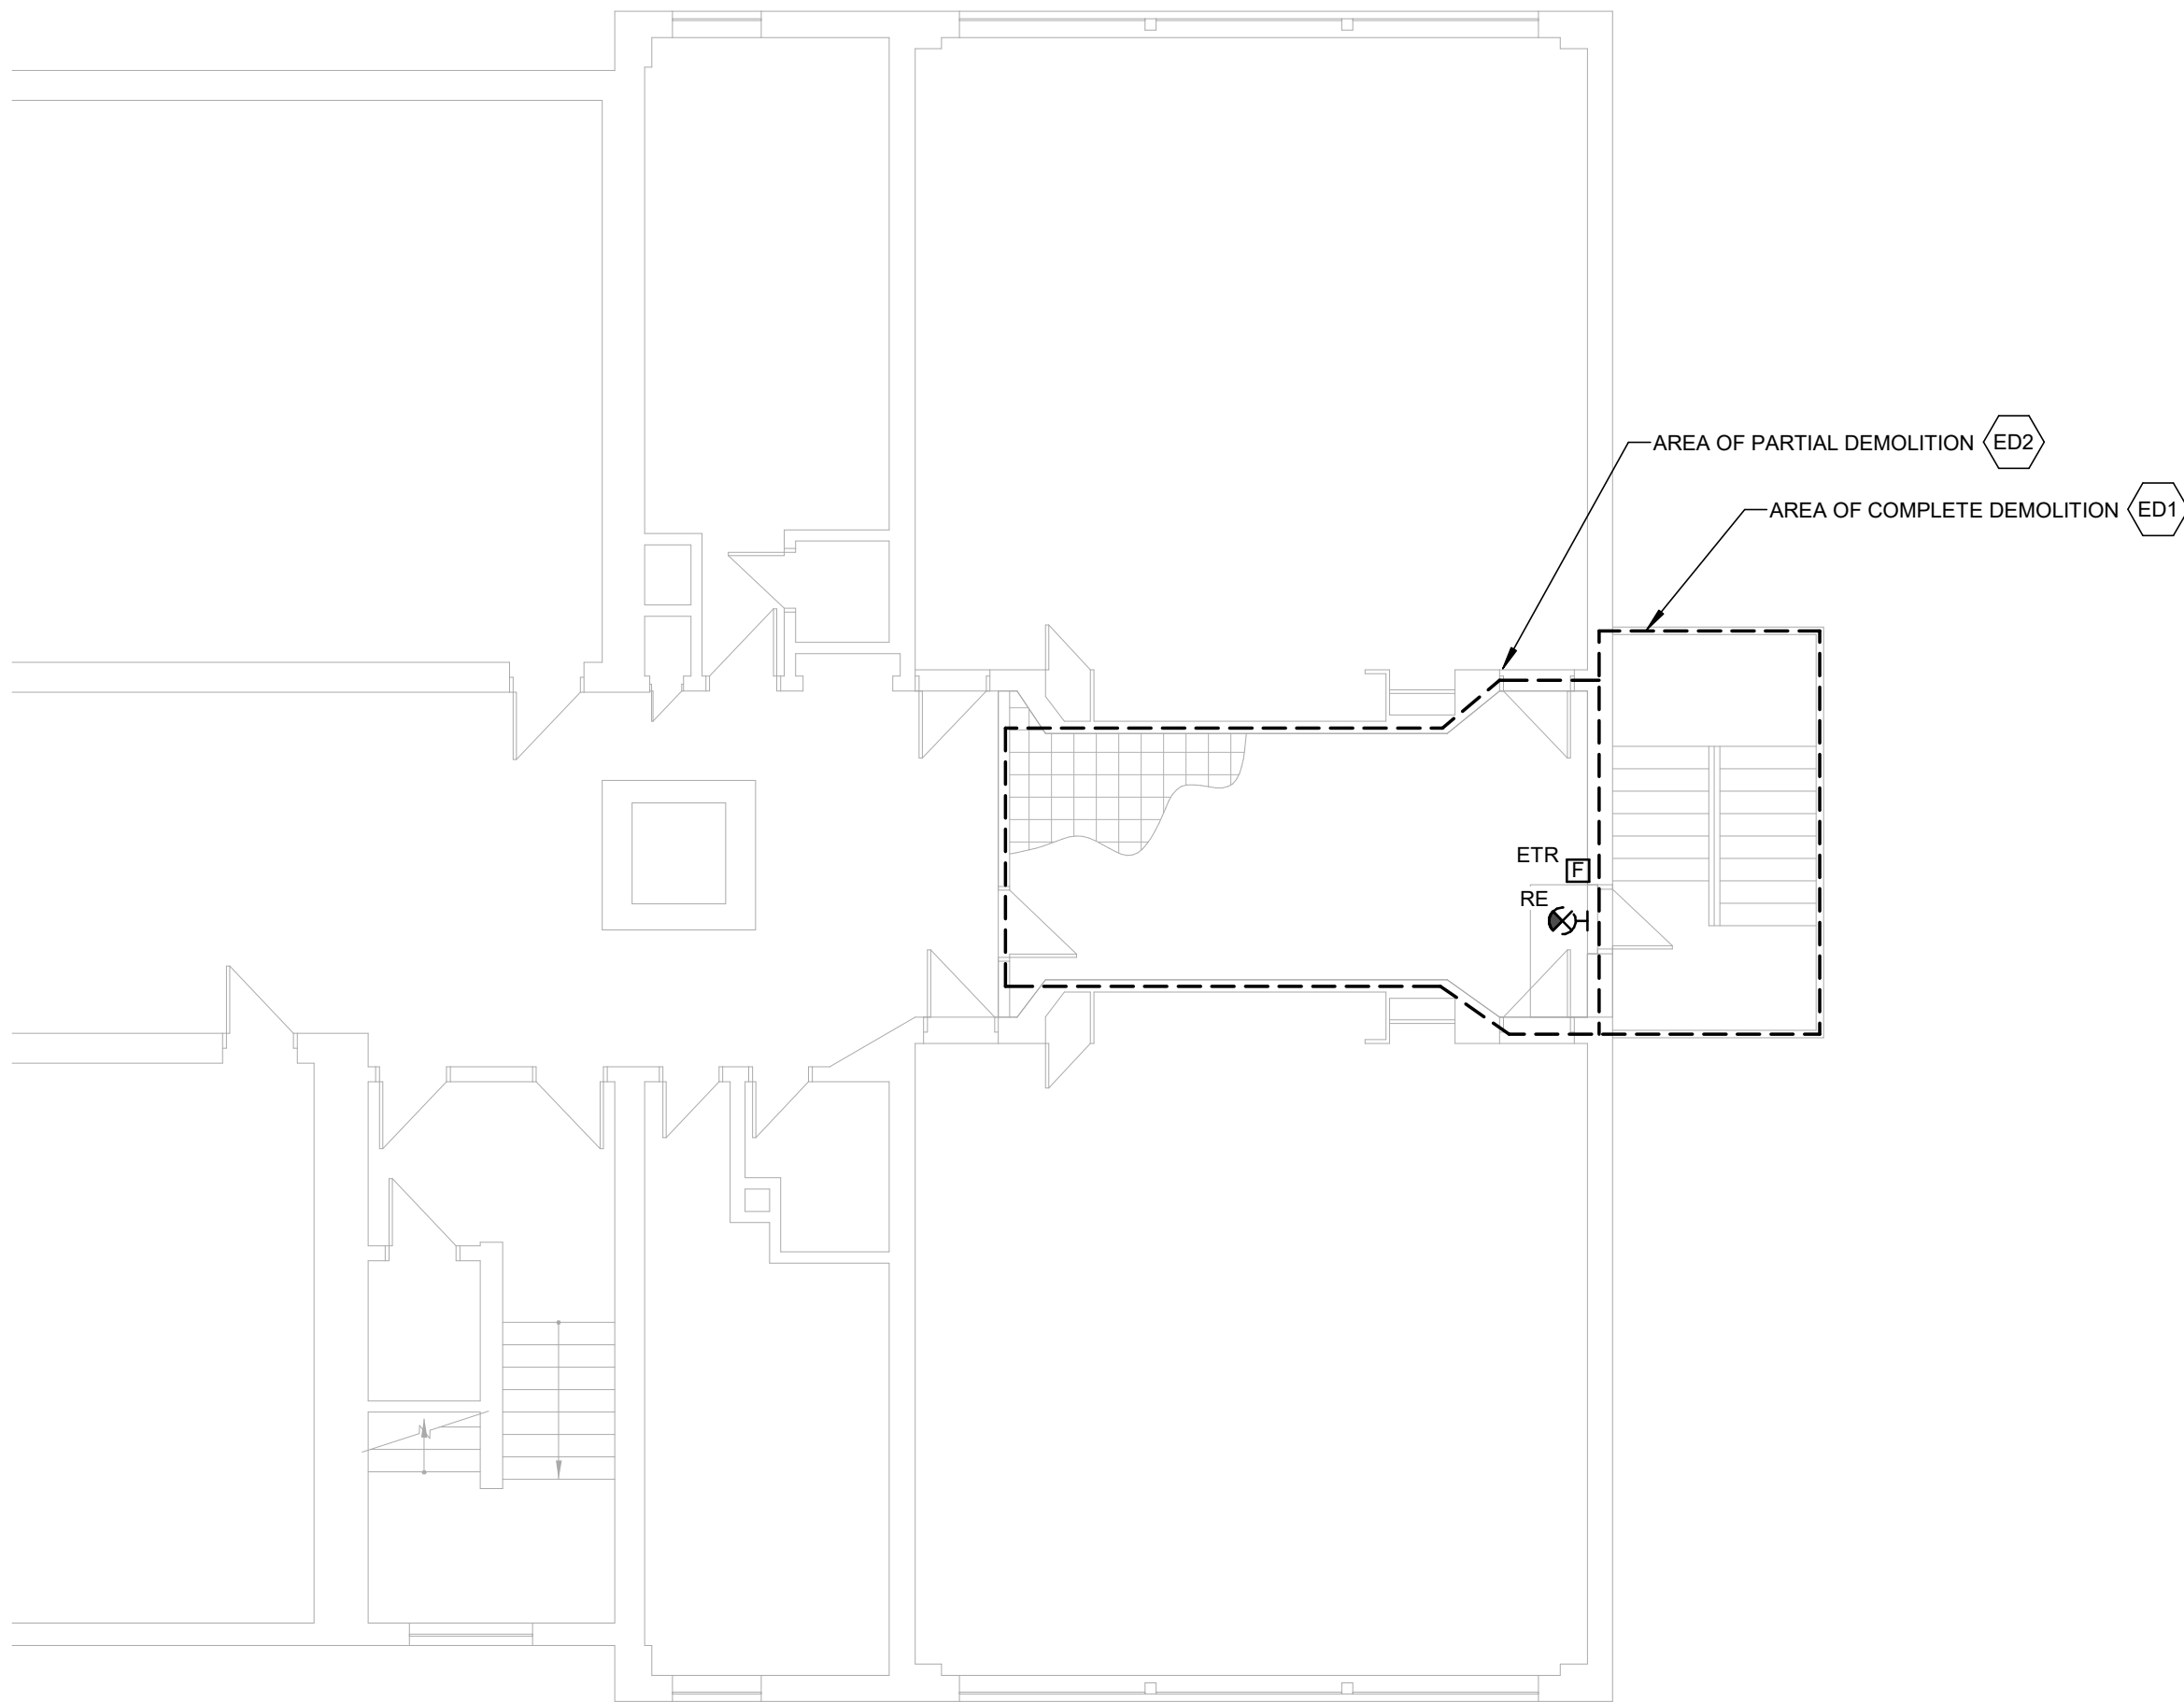 AREA OF PARTIAL DEMOLITION ED2
AREA OF COMPLETE DEMOLITION ED1
ETR F
RE